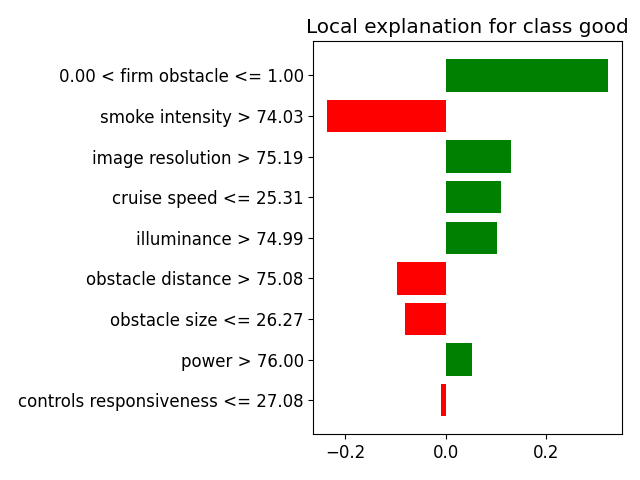 Local explanation for class good
0.00 < firm obstacle <= 1.00
smoke intensity > 74.03
image resolution > 75.19
cruise speed <= 25.31
illuminance > 74.99
obstacle distance > 75.08
obstacle size <= 26.27
power > 76.00
controls responsiveness <= 27.08
−0.2 0.0 0.2